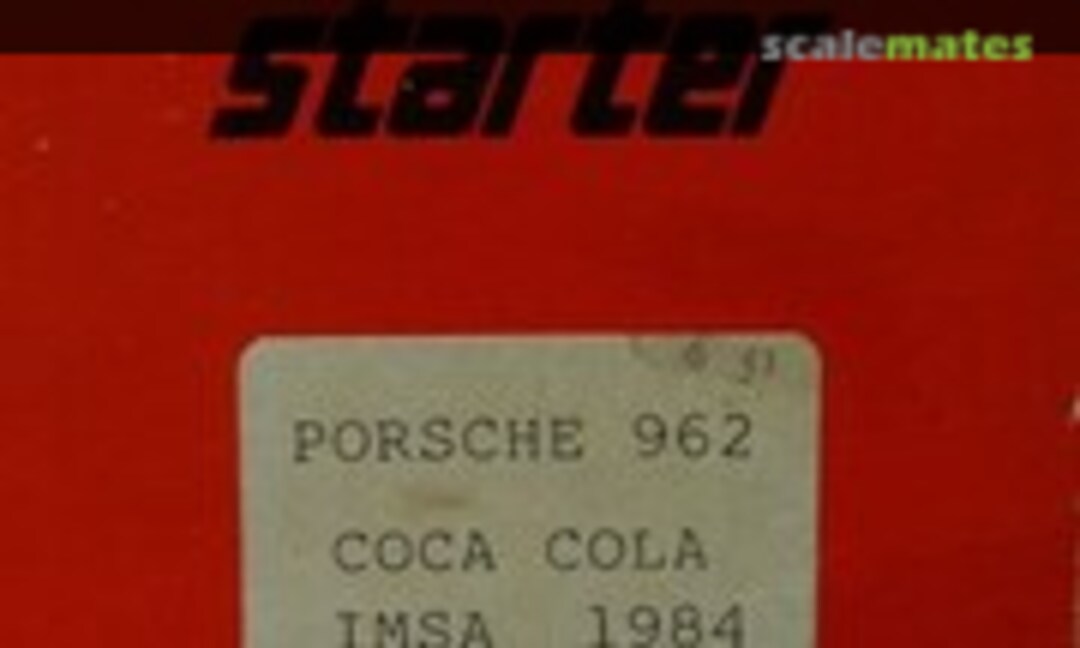 starter
scalemates
PORSCHE 962
COCA COLA
IMSA 1984